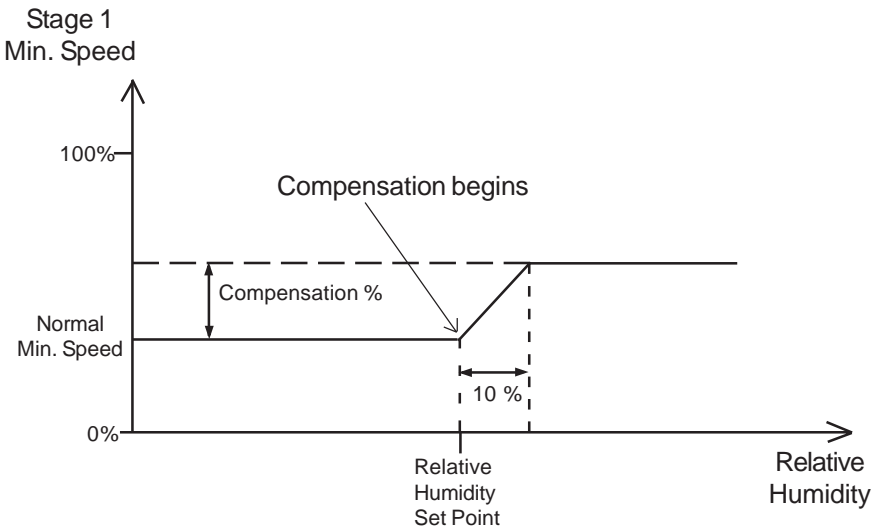 Stage 1
Min. Speed
100%
Compensation begins
Compensation %
Normal
Min. Speed
10 %
0%
Relative
Humidity
Set Point
Relative
Humidity